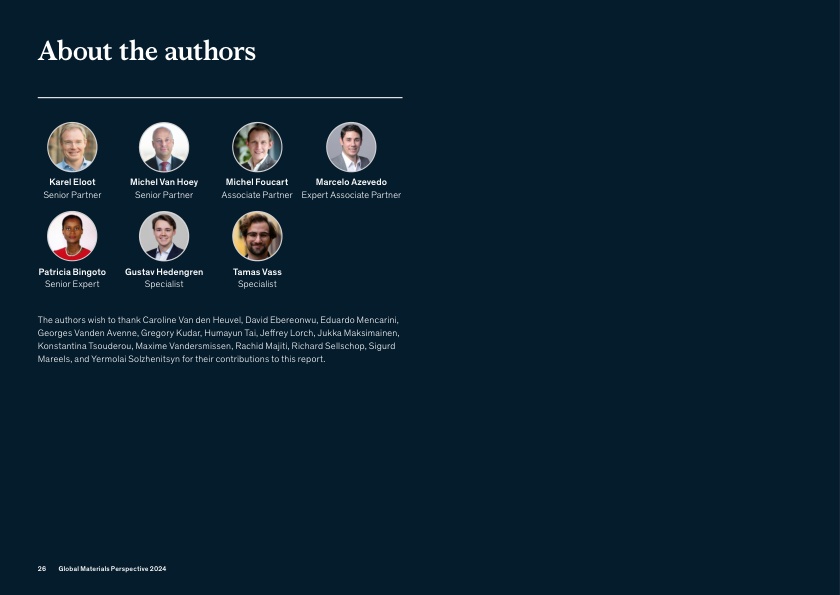 About the authors
Karel Eloot
Senior Partner
Michel Van Hoey
Senior Partner
Michel Foucart
Associate Partner
Marcelo Azevedo
Expert Associate Partner
Patricia Bingoto
Senior Expert
Gustav Hedengren
Specialist
Tamas Vass
Specialist
The authors wish to thank Caroline Van den Heuvel, David Ebereonwu, Eduardo Mencarini,
Georges Vanden Avenne, Gregory Kudar, Humayun Tai, Jeffrey Lorch, Jukka Maksimainen,
Konstantina Tsouderou, Maxime Vandersmissen, Rachid Majiti, Richard Sellschop, Sigurd
Mareels, and Yermolai Solzhenitsyn for their contributions to this report.
26 Global Materials Perspective 2024